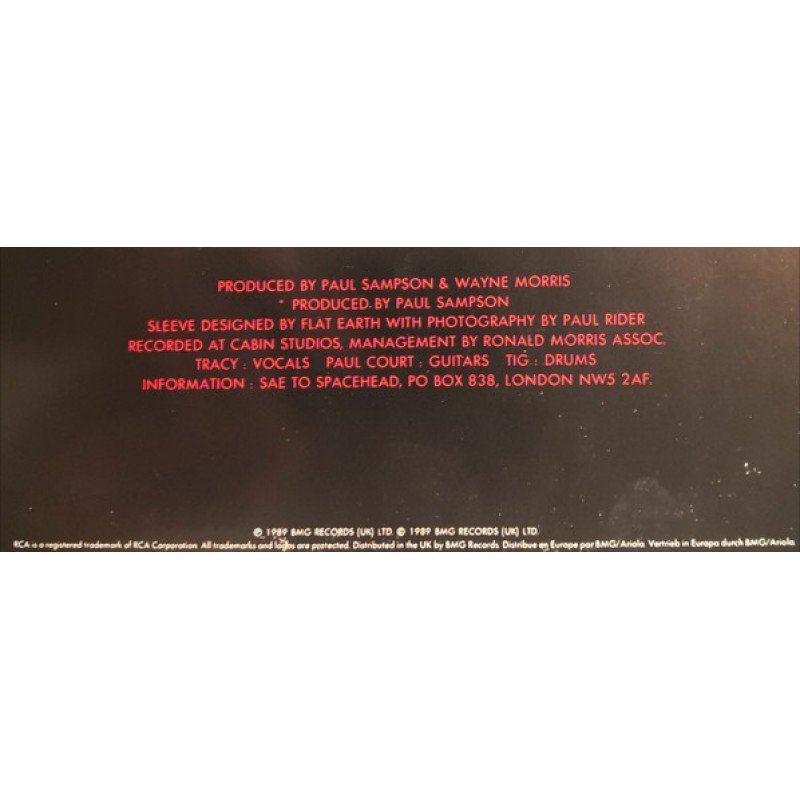 PRODUCED BY PAUL SAMPSON & WAYNE MORRIS
* PRODUCED BY PAUL SAMPSON
SLEEVE DESIGNED BY FLAT EARTH WITH PHOTOGRAPHY BY PAUL RIDER
RECORDED AT CABIN STUDIOS, MANAGEMENT BY RONALD MORRIS ASSOC.
TRACY : VOCALS PAUL COURT : GUITARS TIG : DRUMS
INFORMATION : SAE TO SPACEHEAD, PO BOX 838, LONDON NW5 2AF.
℗ 1989 BMG RECORDS (UK) LTD. © 1989 BMG RECORDS (UK) LTD.
RCA is a registered trademark of RCA Corporation. All trademarks and logos are protected. Distributed in the UK by BMG Records. Distribue en Europe par BMG/Ariola. Vertrieb in Europa durch BMG/Ariola.